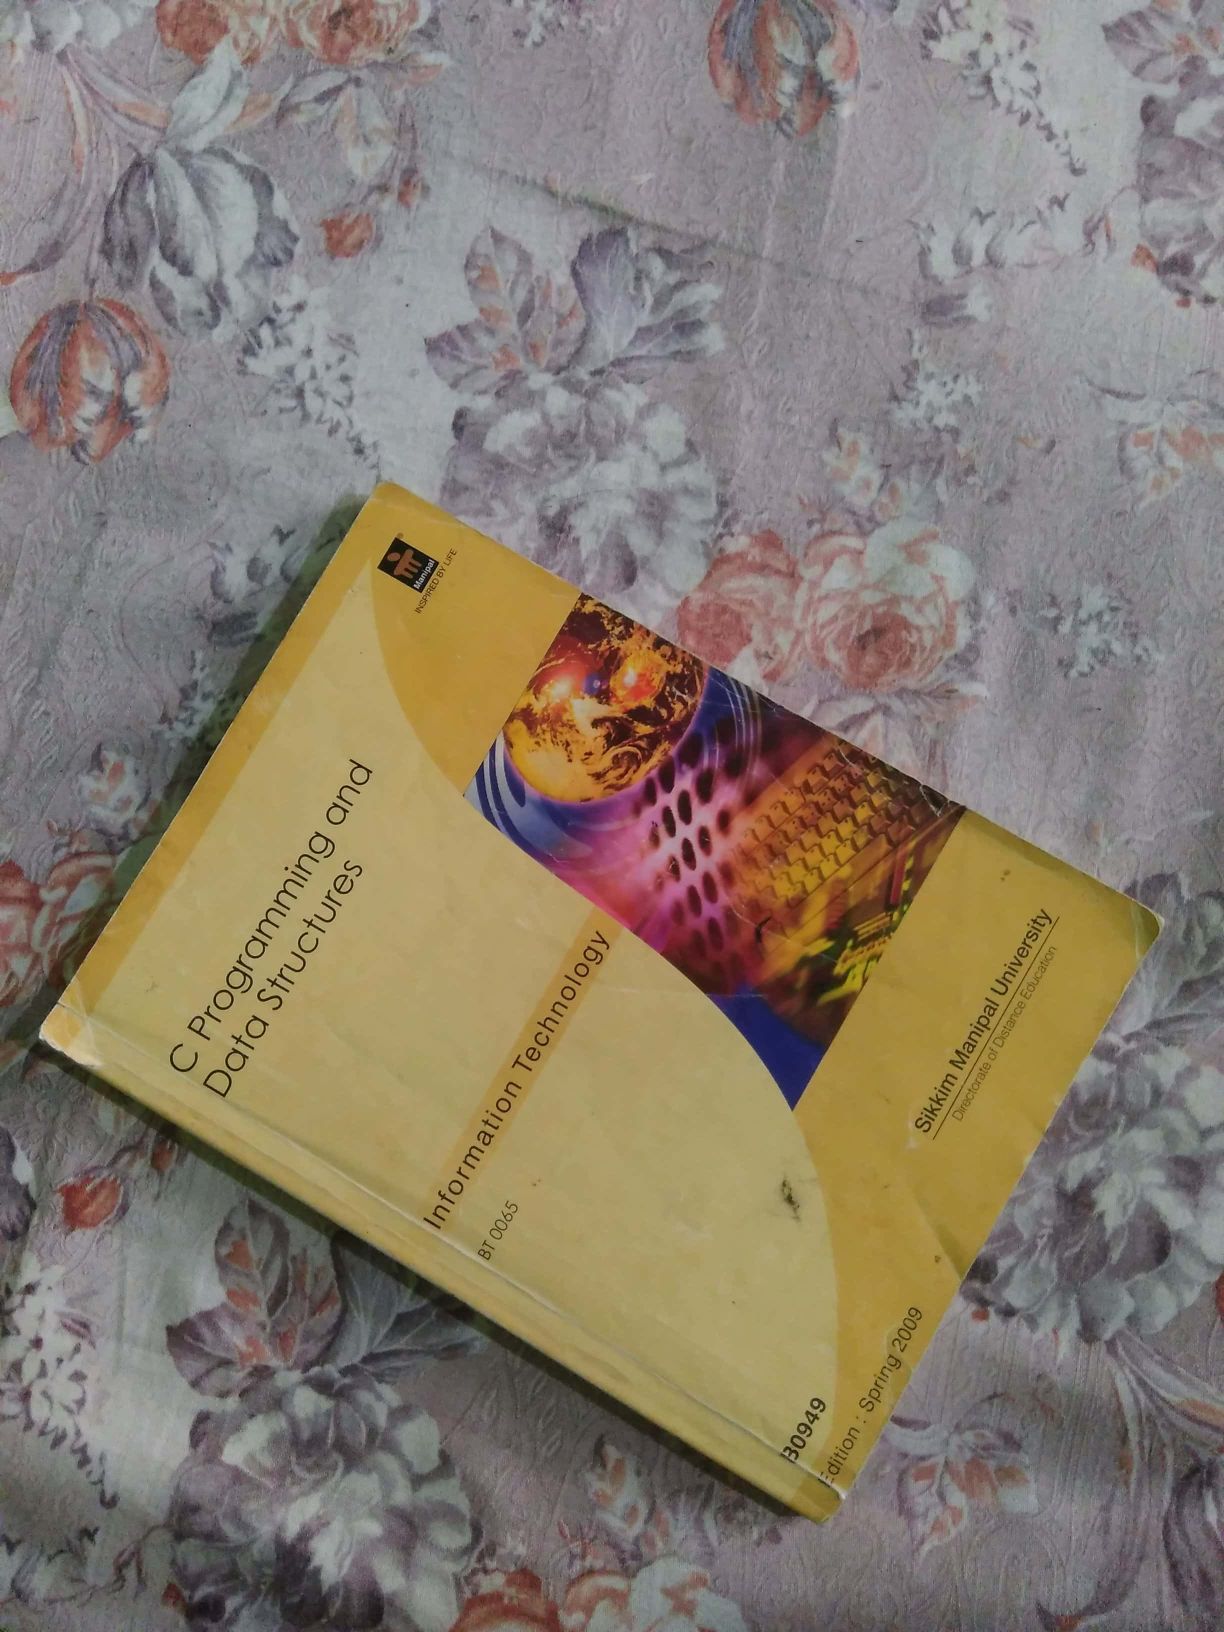 Manipal
INSPIRED BY LIFE
C Programming and
Data Structures
Information Technology
BT 0065
Sikkim Manipal University
Directorate of Distance Education
B0949
Edition : Spring 2009